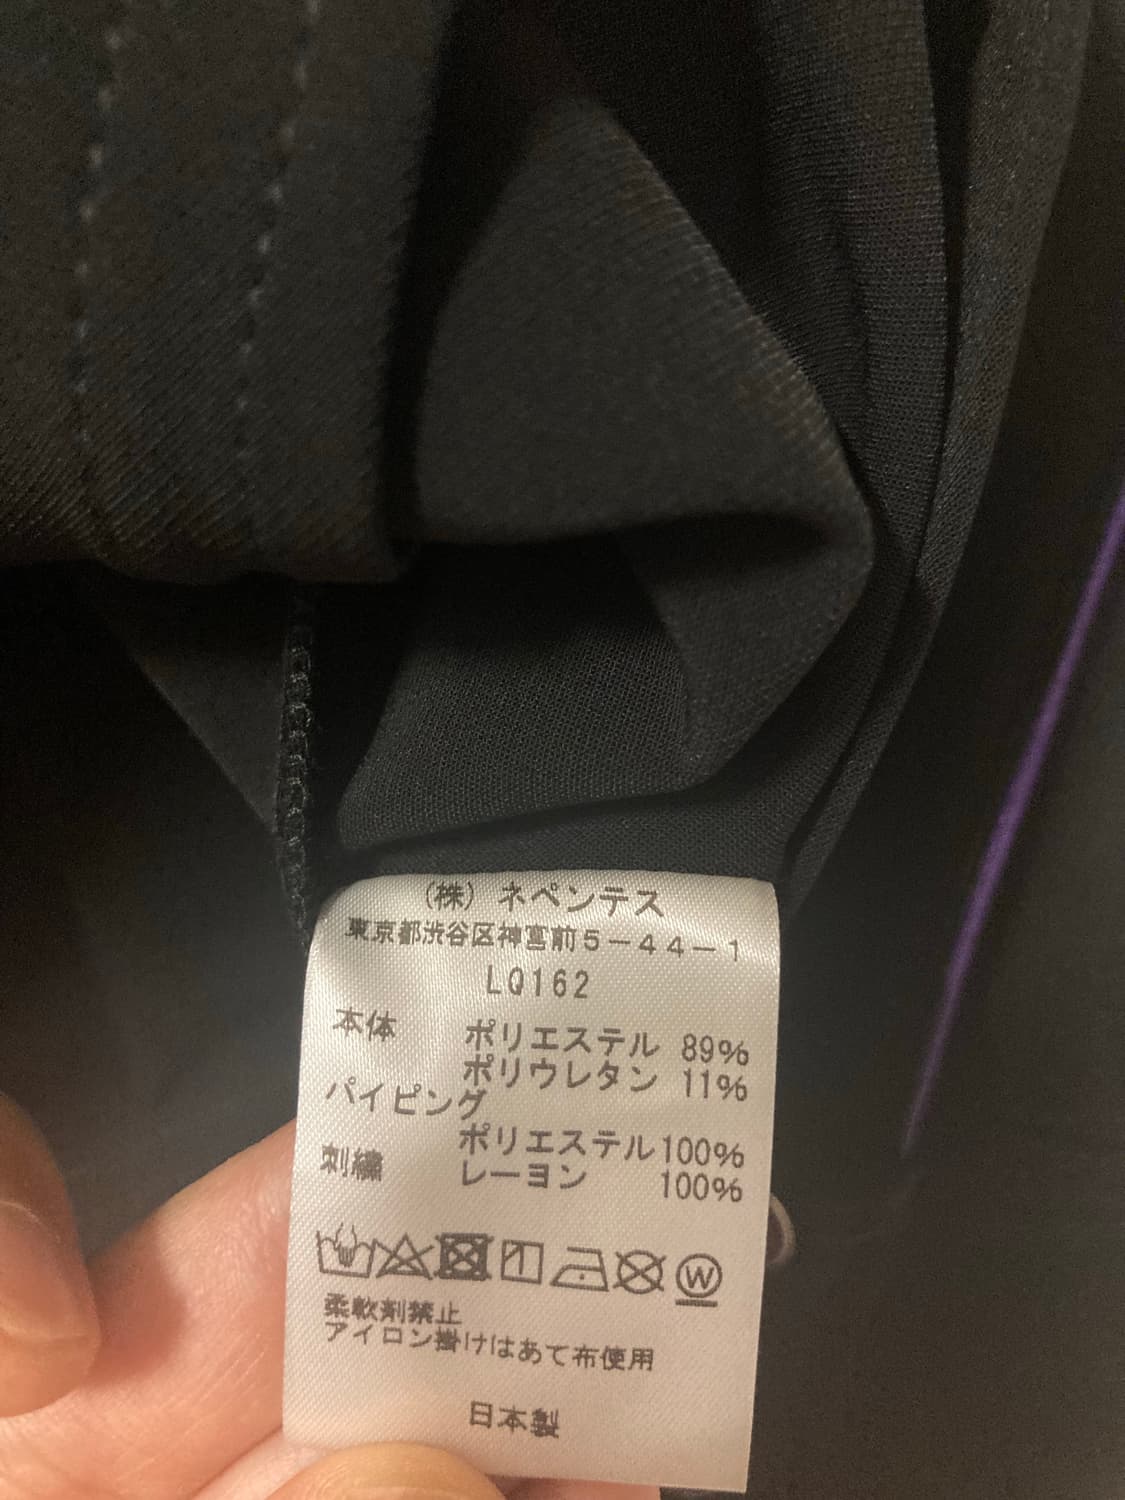 (株) ネペンテス
東京都渋谷区神宮前5-44-1
LQ162
本体 ポリエステル 89%
ポリウレタン 11%
パイピング
ポリエステル100%
刺繍 レーヨン 100%
W
柔軟剤禁止
アイロン掛けはあて布使用
日本製